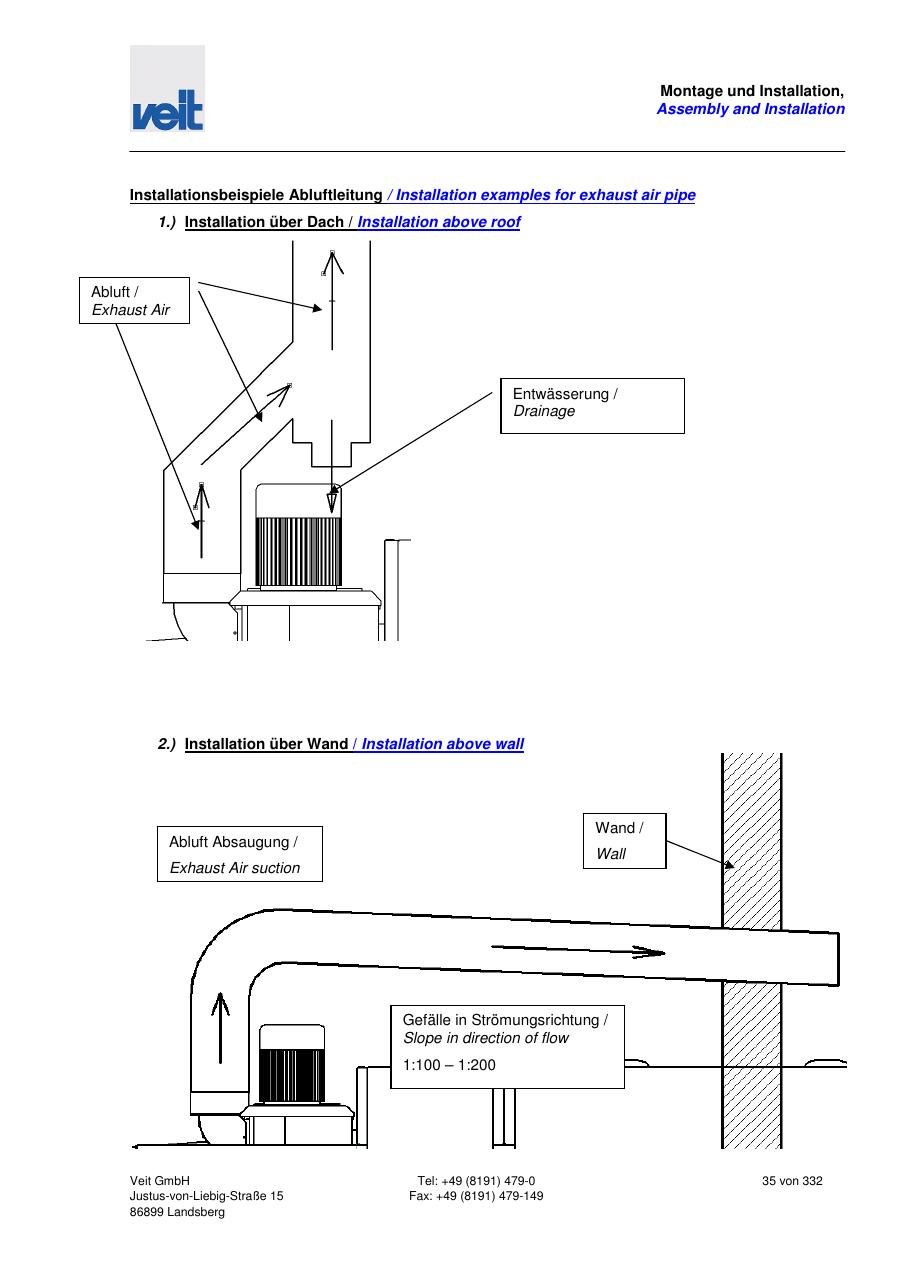 veit
Montage und Installation,
Assembly and Installation
Installationsbeispiele Abluftleitung / Installation examples for exhaust air pipe
1.) Installation über Dach / Installation above roof
Abluft /
Exhaust Air
Entwässerung /
Drainage
2.) Installation über Wand / Installation above wall
Abluft Absaugung /
Exhaust Air suction
Wand /
Wall
Gefälle in Strömungsrichtung /
Slope in direction of flow
1:100 – 1:200
Veit GmbH
Justus-von-Liebig-Straße 15
86899 Landsberg
Tel: +49 (8191) 479-0
Fax: +49 (8191) 479-149
35 von 332